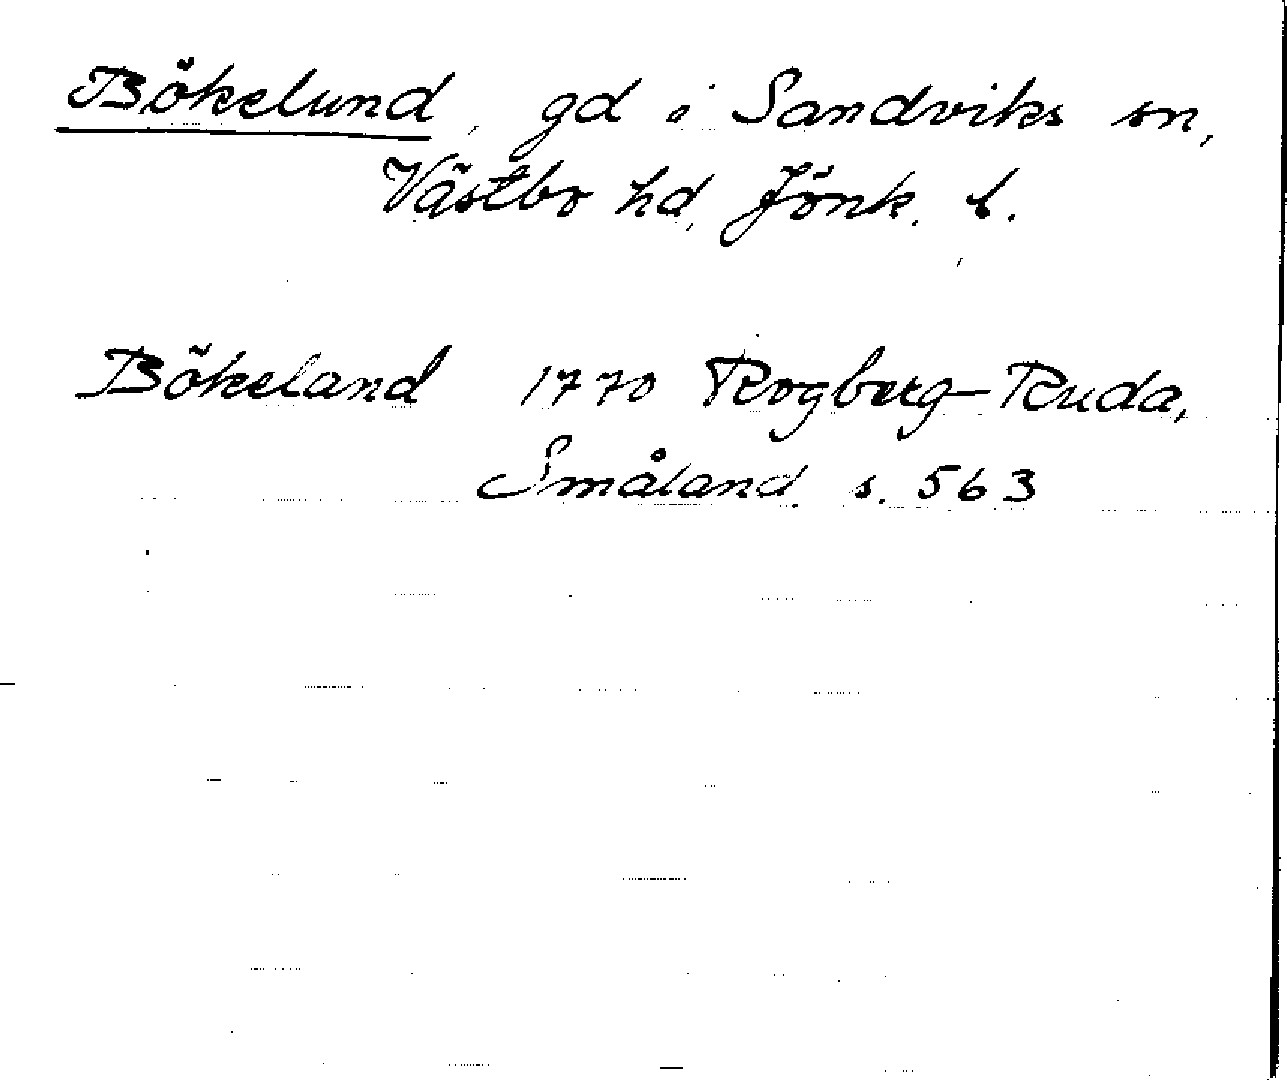 Bökelund, gd i Sandviks sn,
Västbo hd, Jönk. l.
Bökeland 1770 Rogberg-Ruda,
Småland s. 563